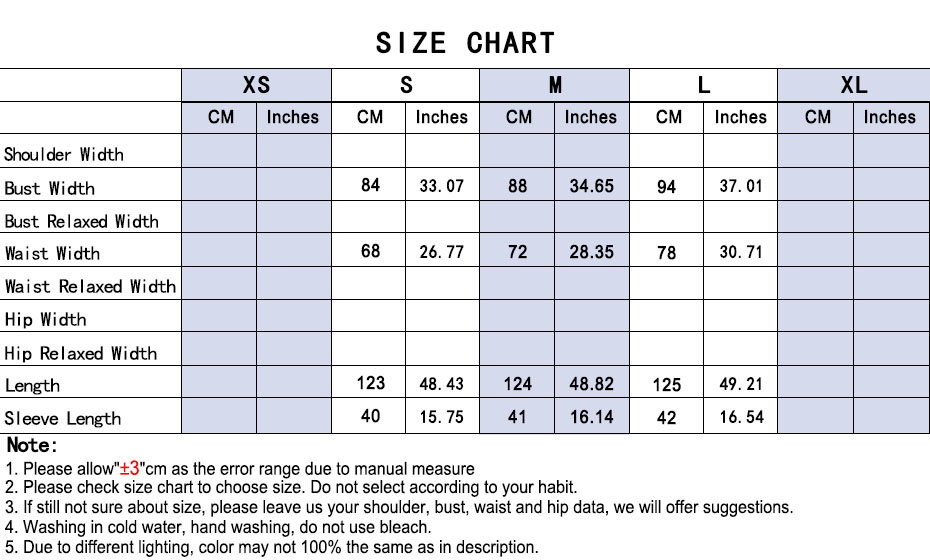 SIZE CHART
XS S M L XL
CM Inches CM Inches CM Inches CM Inches CM Inches
Shoulder Width
Bust Width 84 33.07 88 34.65 94 37.01
Bust Relaxed Width
Waist Width 68 26.77 72 28.35 78 30.71
Waist Relaxed Width
Hip Width
Hip Relaxed Width
Length 123 48.43 124 48.82 125 49.21
Sleeve Length 40 15.75 41 16.14 42 16.54
Note:
1. Please allow"±3"cm as the error range due to manual measure
2. Please check size chart to choose size. Do not select according to your habit.
3. If still not sure about size, please leave us your shoulder, bust, waist and hip data, we will offer suggestions.
4. Washing in cold water, hand washing, do not use bleach.
5. Due to different lighting, color may not 100% the same as in description.